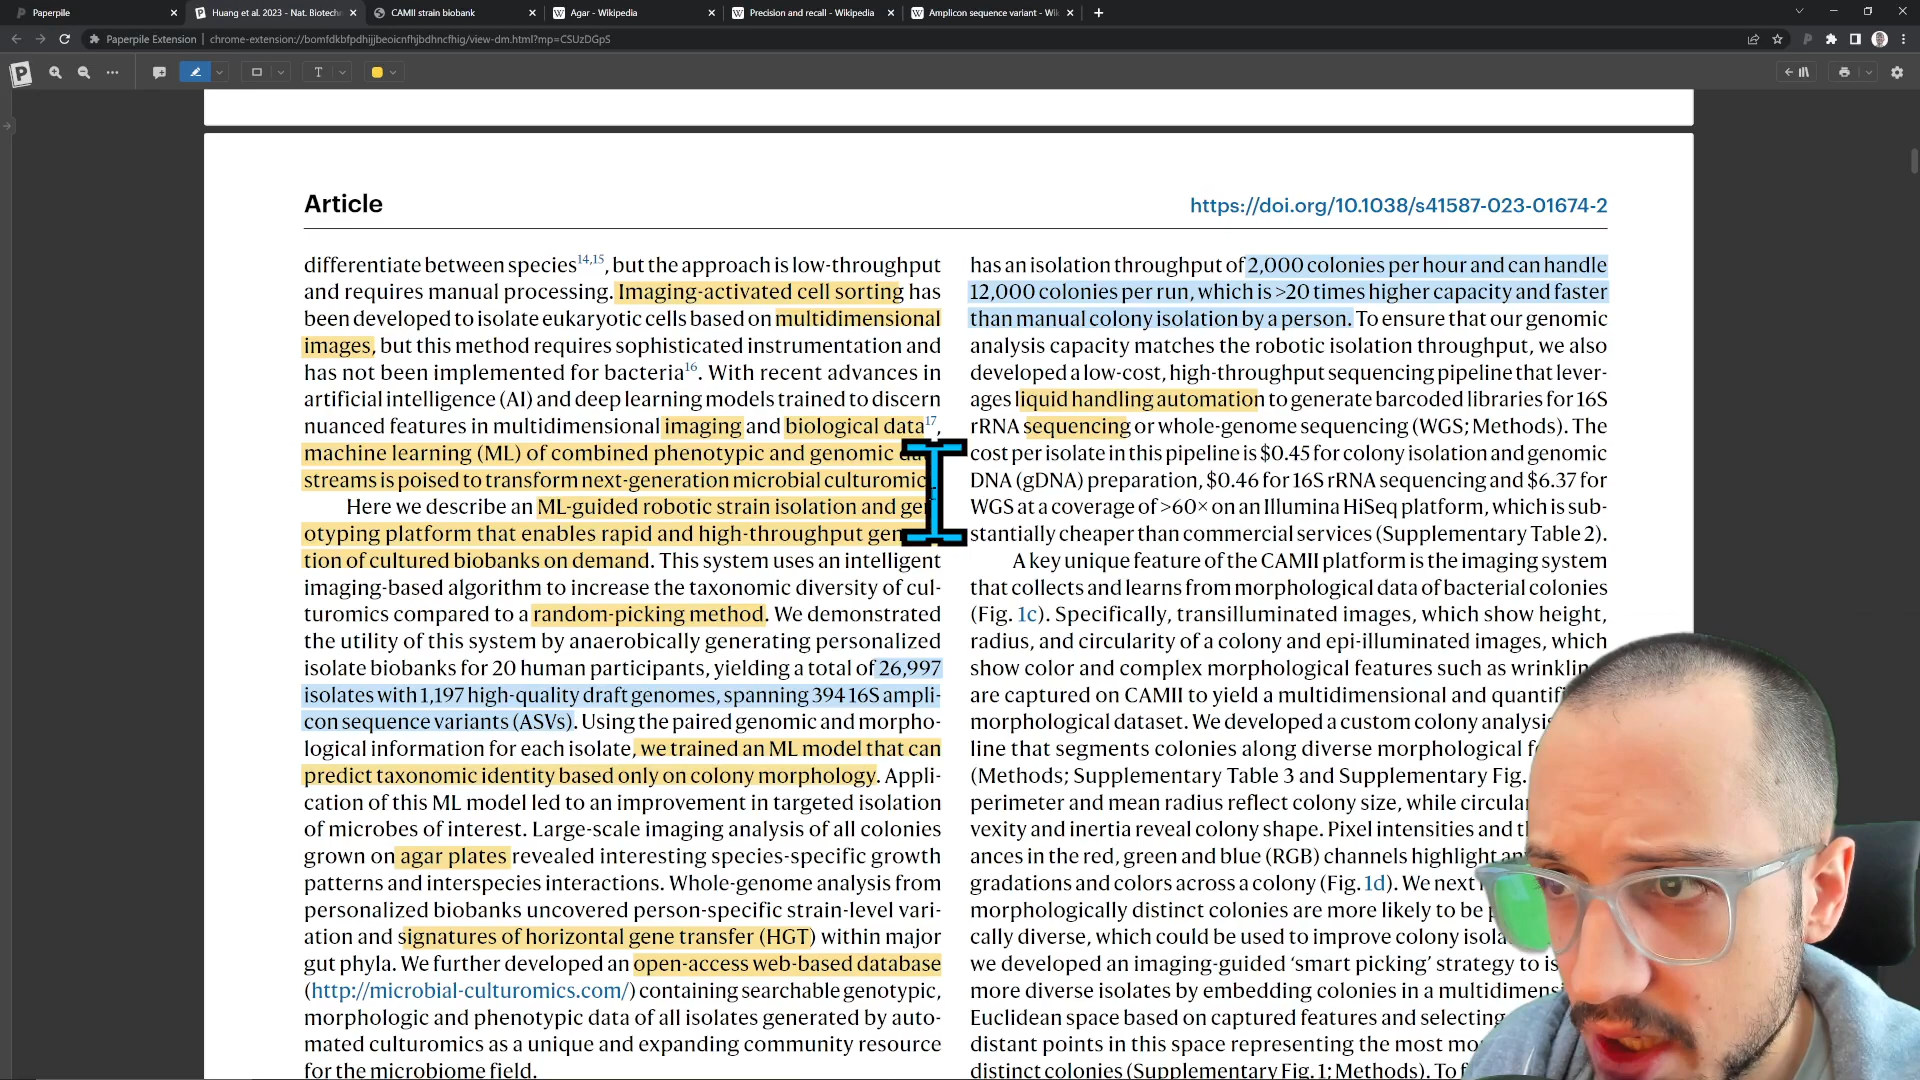 Paperpile
Huang et al. 2023 - Nat. Biotechn
CAMII strain biobank
Agar - Wikipedia
Precision and recall - Wikipedia
Amplicon sequence variant - Wik
Paperpile Extension
chrome-extension://bomfdkbfpdhijjbeoicnfhjbdhncfhig/view-dm.html?mp=CSUzDGpS
Article
https://doi.org/10.1038/s41587-023-01674-2
differentiate between species14,15, but the approach is low-throughput
and requires manual processing. Imaging-activated cell sorting has
been developed to isolate eukaryotic cells based on multidimensional
images, but this method requires sophisticated instrumentation and
has not been implemented for bacteria16. With recent advances in
artificial intelligence (AI) and deep learning models trained to discern
nuanced features in multidimensional imaging and biological data17,
machine learning (ML) of combined phenotypic and genomic
streams is poised to transform next-generation microbial culturomic
Here we describe an ML-guided robotic strain isolation and ge
otyping platform that enables rapid and high-throughput gen
tion of cultured biobanks on demand. This system uses an intelligent
imaging-based algorithm to increase the taxonomic diversity of cul-
turomics compared to a random-picking method. We demonstrated
the utility of this system by anaerobically generating personalized
isolate biobanks for 20 human participants, yielding a total of 26,997
isolates with 1,197 high-quality draft genomes, spanning 394 16S ampli-
con sequence variants (ASVs). Using the paired genomic and morpho-
logical information for each isolate, we trained an ML model that can
predict taxonomic identity based only on colony morphology. Appli-
cation of this ML model led to an improvement in targeted isolation
of microbes of interest. Large-scale imaging analysis of all colonies
grown on agar plates revealed interesting species-specific growth
patterns and interspecies interactions. Whole-genome analysis from
personalized biobanks uncovered person-specific strain-level vari-
ation and signatures of horizontal gene transfer (HGT) within major
gut phyla. We further developed an open-access web-based database
(http://microbial-culturomics.com/) containing searchable genotypic,
morphologic and phenotypic data of all isolates generated by auto-
mated culturomics as a unique and expanding community resource
for the microbiome field.
has an isolation throughput of 2,000 colonies per hour and can handle
12,000 colonies per run, which is >20 times higher capacity and faster
than manual colony isolation by a person. To ensure that our genomic
analysis capacity matches the robotic isolation throughput, we also
developed a low-cost, high-throughput sequencing pipeline that lever-
ages liquid handling automation to generate barcoded libraries for 16S
rRNA sequencing or whole-genome sequencing (WGS; Methods). The
cost per isolate in this pipeline is $0.45 for colony isolation and genomic
DNA (gDNA) preparation, $0.46 for 16S rRNA sequencing and $6.37 for
WGS at a coverage of >60× on an Illumina HiSeq platform, which is sub-
stantially cheaper than commercial services (Supplementary Table 2).
A key unique feature of the CAMII platform is the imaging system
that collects and learns from morphological data of bacterial colonies
(Fig. 1c). Specifically, transilluminated images, which show height,
radius, and circularity of a colony and epi-illuminated images, which
show color and complex morphological features such as wrinklin
are captured on CAMII to yield a multidimensional and quantif
morphological dataset. We developed a custom colony analysis
line that segments colonies along diverse morphological f
(Methods; Supplementary Table 3 and Supplementary Fig.
perimeter and mean radius reflect colony size, while circular
vexity and inertia reveal colony shape. Pixel intensities and t
ances in the red, green and blue (RGB) channels highlight an
gradations and colors across a colony (Fig. 1d). We next
morphologically distinct colonies are more likely to be p
cally diverse, which could be used to improve colony isola
we developed an imaging-guided ‘smart picking’ strategy to is
more diverse isolates by embedding colonies in a multidimens
Euclidean space based on captured features and selecting
distant points in this space representing the most mo
distinct colonies (Supplementary Fig. 1; Methods). To f